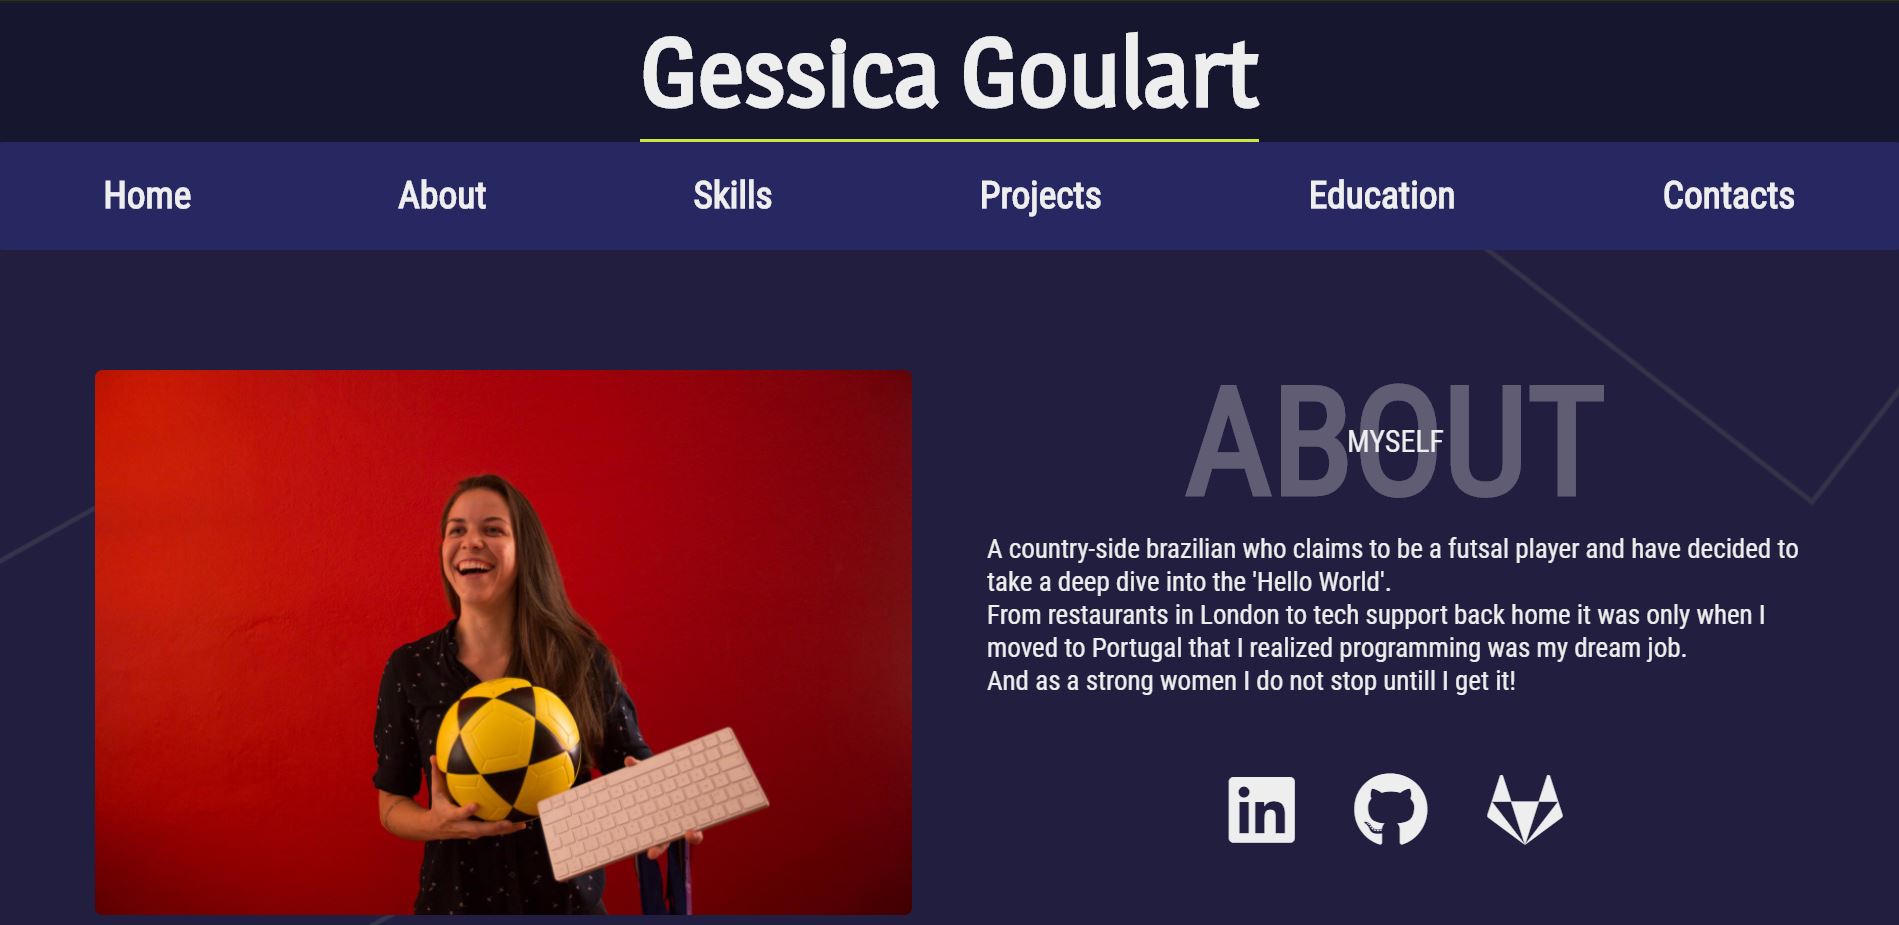 Gessica Goulart
Home About Skills Projects Education Contacts
ABOUT
MYSELF
A country-side brazilian who claims to be a futsal player and have decided to
take a deep dive into the 'Hello World'.
From restaurants in London to tech support back home it was only when I
moved to Portugal that I realized programming was my dream job.
And as a strong women I do not stop untill I get it!
in